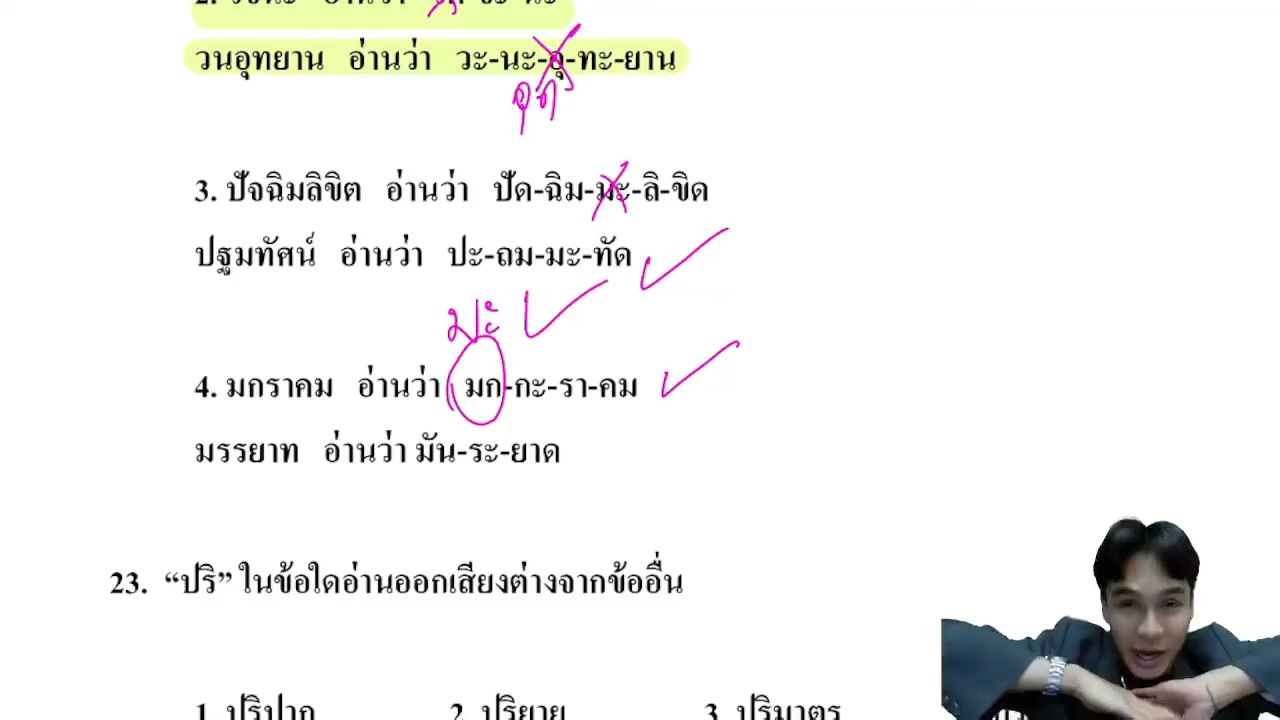 วนอุทยาน อ่านว่า วะ-นะ-อุ-ทะ-ยาน
3. ปัจฉิมลิขิต อ่านว่า ปัด-ฉิม-มะ-ลิ-ขิด
ปฐมทัศน์ อ่านว่า ปะ-ถม-มะ-ทัด
มะ
4. มกราคม อ่านว่า มก-กะ-รา-คม
มรรยาท อ่านว่า มัน-ระ-ยาด
23. “ปริ” ในข้อใดอ่านออกเสียงต่างจากข้ออื่น
1. ปริปาก 2. ปริยาย 3. ปริมาตร